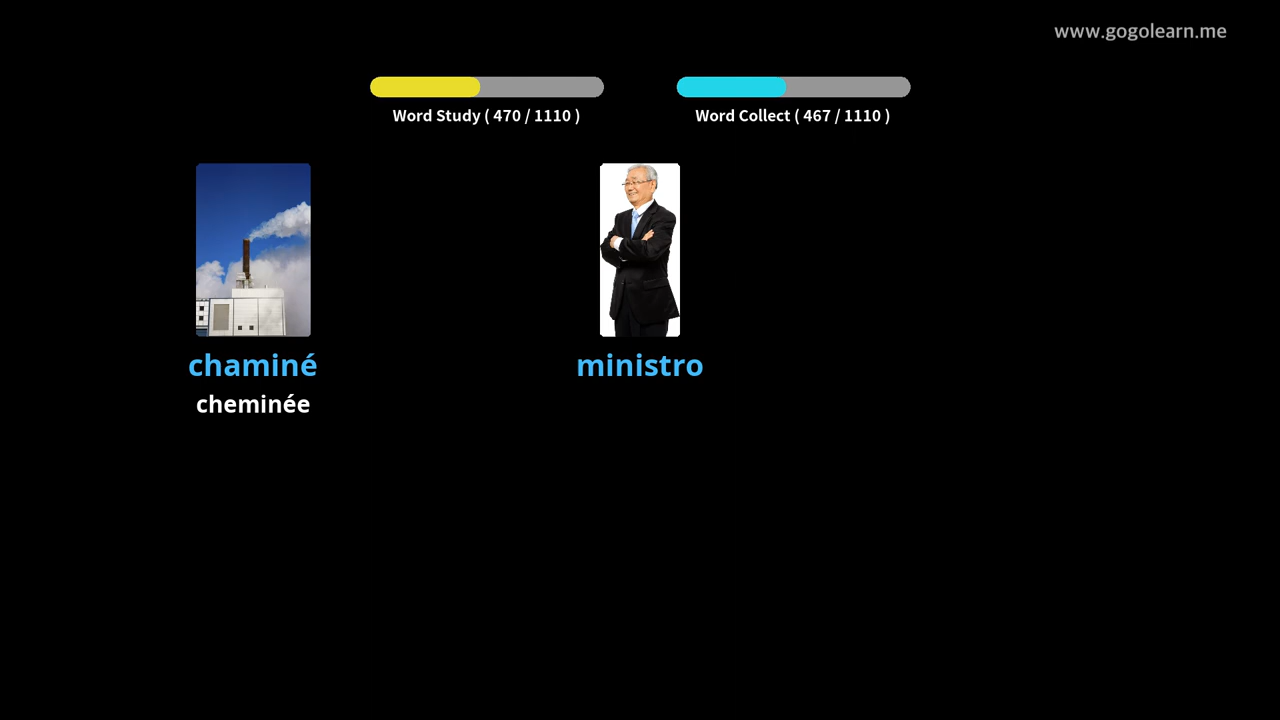 www.gogolearn.me
Word Study ( 470 / 1110 )
Word Collect ( 467 / 1110 )
chaminé
ministro
cheminée